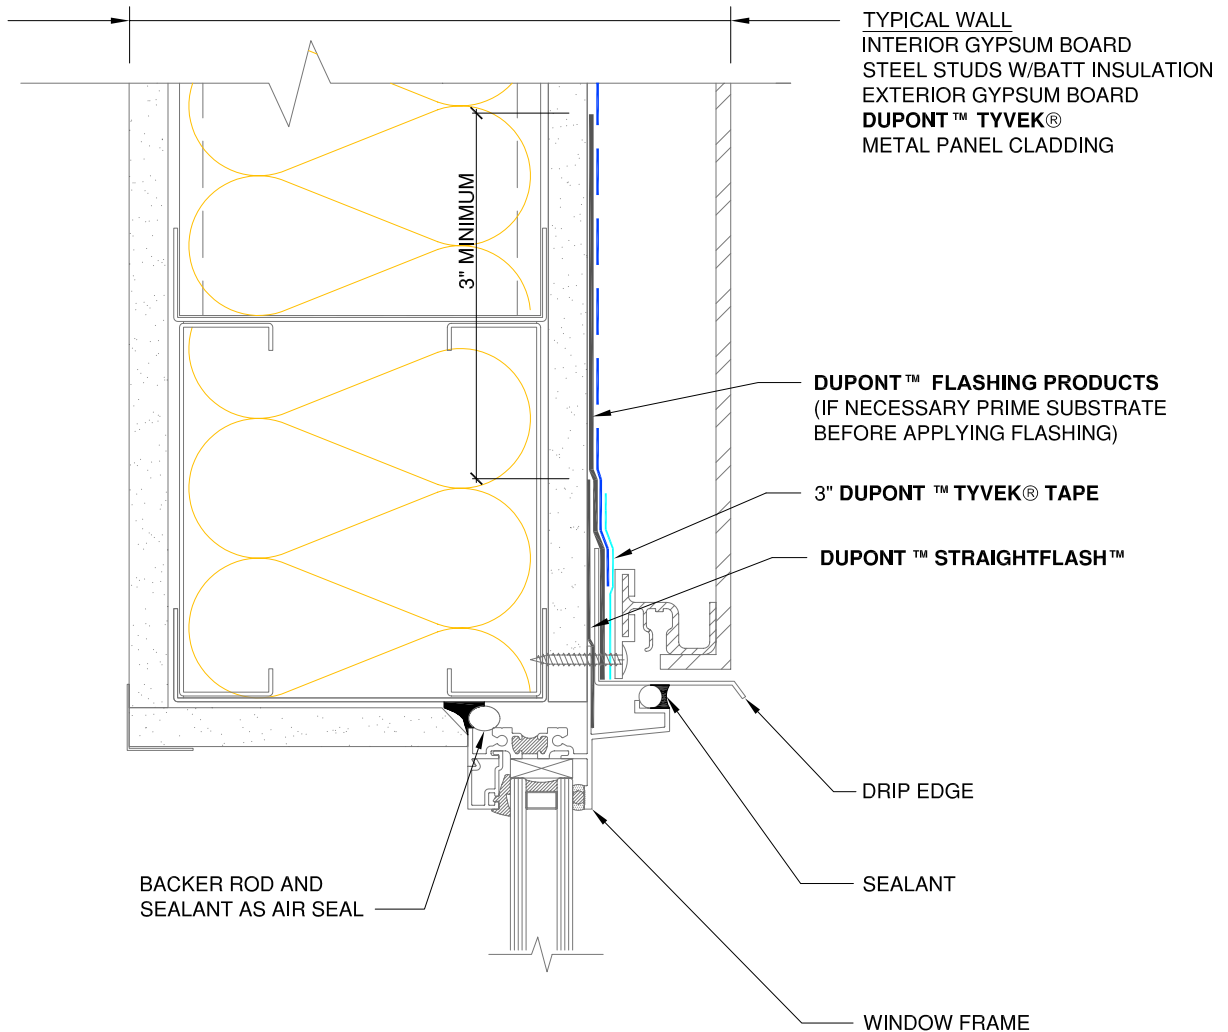 TYPICAL WALL
INTERIOR GYPSUM BOARD
STEEL STUDS W/BATT INSULATION
EXTERIOR GYPSUM BOARD
DUPONT™ TYVEK®
METAL PANEL CLADDING
3" MINIMUM
DUPONT™ FLASHING PRODUCTS
(IF NECESSARY PRIME SUBSTRATE
BEFORE APPLYING FLASHING)
3" DUPONT ™ TYVEK® TAPE
DUPONT ™ STRAIGHTFLASH™
DRIP EDGE
BACKER ROD AND
SEALANT AS AIR SEAL
SEALANT
WINDOW FRAME